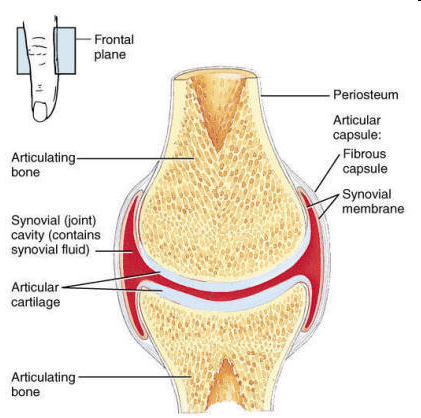 Frontal
plane
Periosteum
Articular
capsule:
Fibrous
capsule
Synovial
membrane
Articulating
bone
Synovial (joint)
cavity (contains
synovial fluid)
Articular
cartilage
Articulating
bone